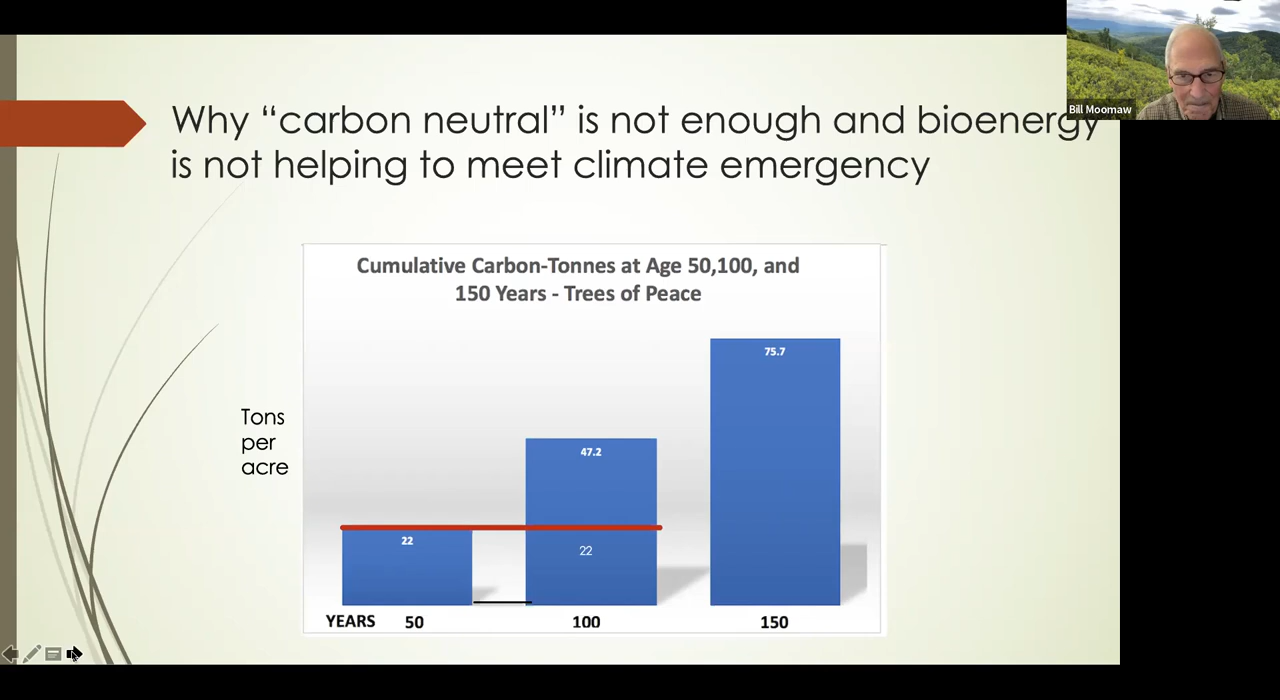 Why “carbon neutral” is not enough and bioenergy
is not helping to meet climate emergency
Bill Moomaw
Cumulative Carbon-Tonnes at Age 50,100, and
150 Years - Trees of Peace
Tons
per
acre
75.7
47.2
22
22
YEARS 50 100 150